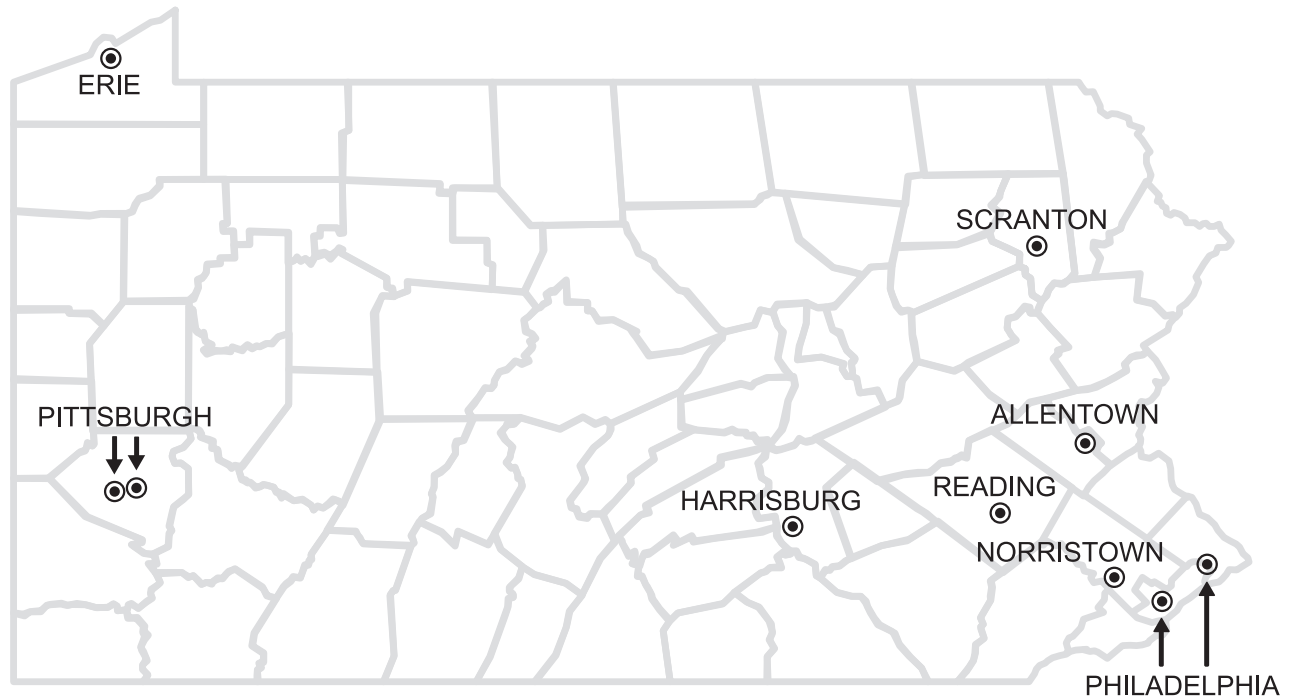 ERIE
SCRANTON
PITTSBURGH
ALLENTOWN
READING
HARRISBURG
NORRISTOWN
PHILADELPHIA